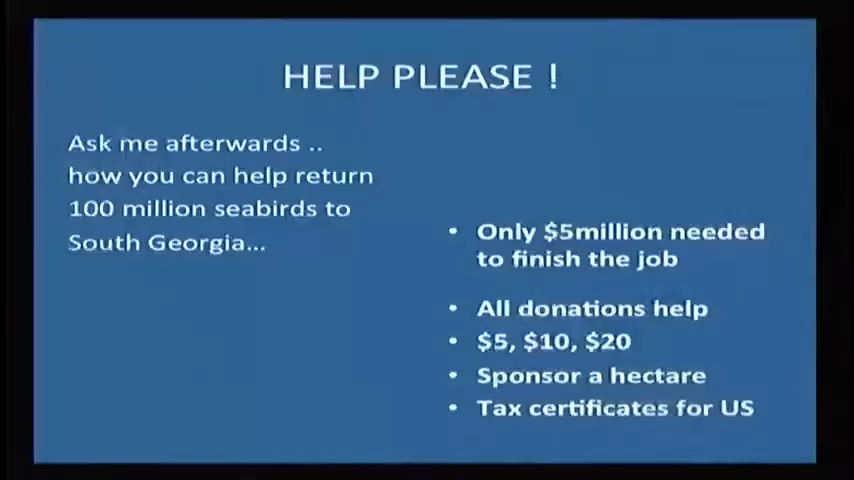 HELP PLEASE !
Ask me afterwards ..
how you can help return
100 million seabirds to
South Georgia...
• Only $5million needed
to finish the job
• All donations help
• $5, $10, $20
• Sponsor a hectare
• Tax certificates for US